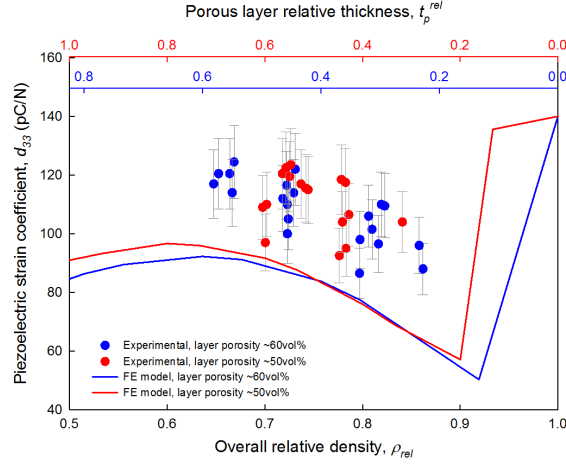 Porous layer relative thickness, t_p^rel
1.0 0.8 0.6 0.4 0.2 0.0
0.8 0.6 0.4 0.2 0.0
Piezoelectric strain coefficient, d₃₃ (pC/N)
160
140
120
100
80
60
40
Experimental, layer porosity ~60vol%
Experimental, layer porosity ~50vol%
FE model, layer porosity ~60vol%
FE model, layer porosity ~50vol%
0.5 0.6 0.7 0.8 0.9 1.0
Overall relative density, ρ_rel